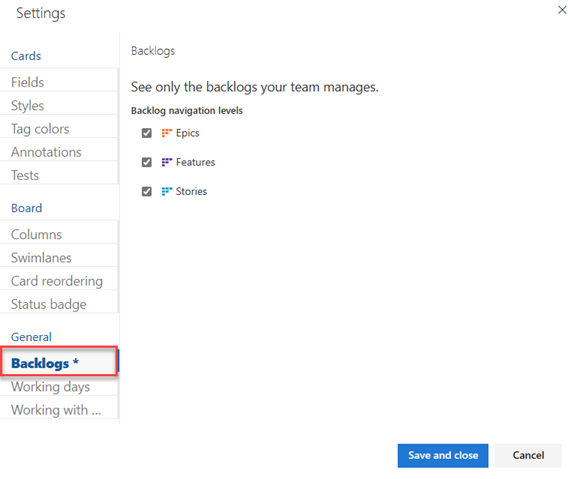 Settings
Cards
Fields
Styles
Tag colors
Annotations
Tests
Board
Columns
Swimlanes
Card reordering
Status badge
General
Backlogs *
Working days
Working with ...
Backlogs
See only the backlogs your team manages.
Backlog navigation levels
Epics
Features
Stories
Save and close
Cancel